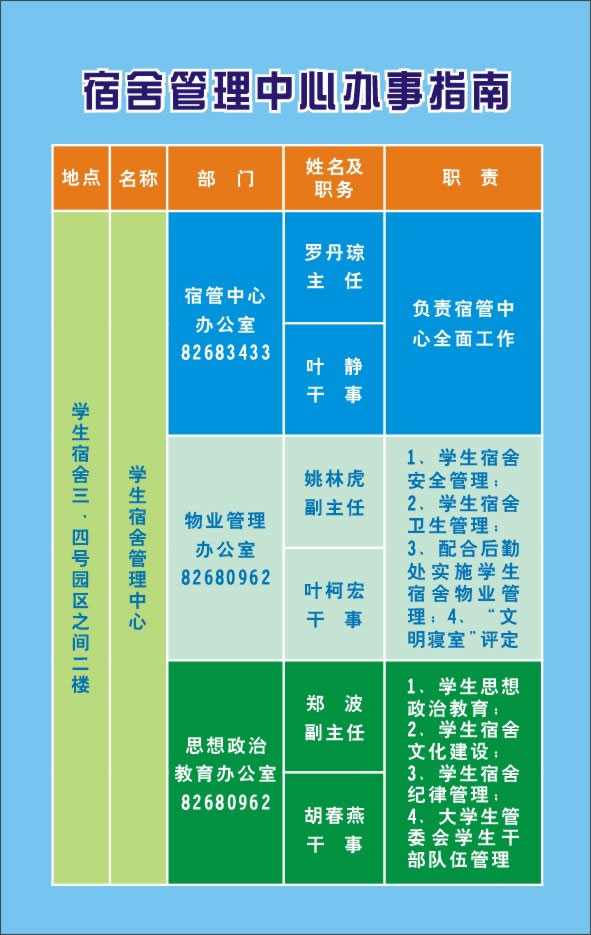 宿舍管理中心办事指南
地点
名称
部 门
姓名及
职务
职 责
学生宿舍三、四号园区之间二楼
学生宿舍管理中心
宿管中心
办公室
82683433
罗丹琼
主 任
叶 静
干 事
负责宿管中
心全面工作
物业管理
办公室
82680962
姚林虎
副主任
叶柯宏
干 事
1、学生宿舍
安全管理；
2、学生宿舍
卫生管理；
3、配合后勤
处实施学生
宿舍物业管
理；4、“文
明寝室”评定
思想政治
教育办公室
82680962
郑 波
副主任
胡春燕
干 事
1、学生思想
政治教育；
2、学生宿舍
文化建设；
3、学生宿舍
纪律管理；
4、大学生管
委会学生干
部队伍管理